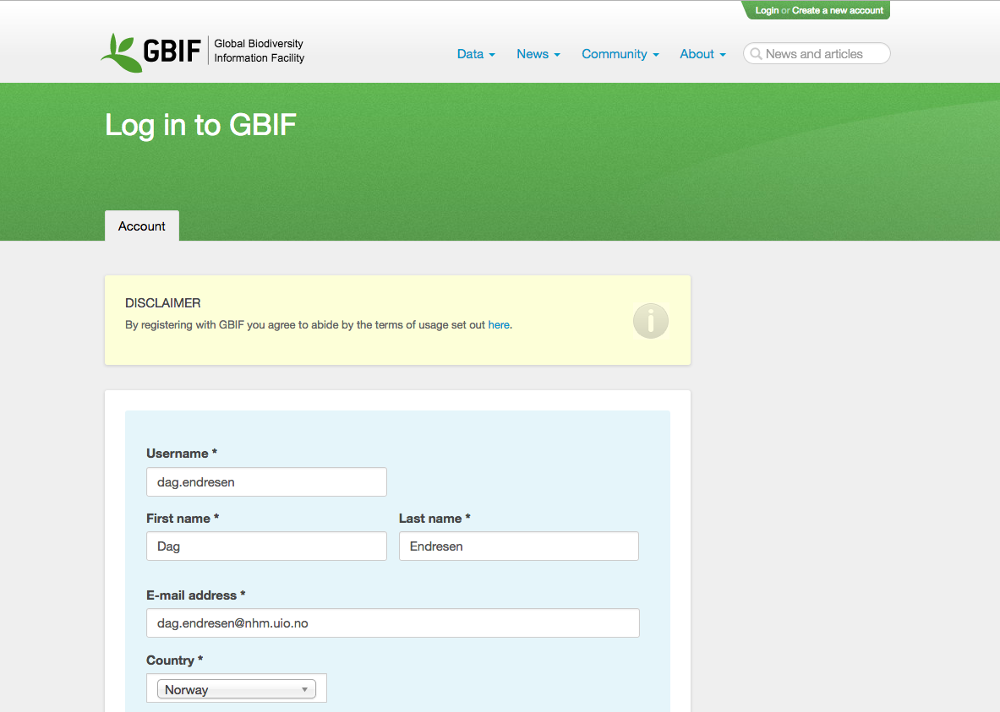 Login or Create a new account
GBIF
Global Biodiversity
Information Facility
Data
News
Community
About
News and articles
Log in to GBIF
Account
DISCLAIMER
By registering with GBIF you agree to abide by the terms of usage set out here.
Username *
dag.endresen
First name *
Last name *
Dag
Endresen
E-mail address *
dag.endresen@nhm.uio.no
Country *
Norway